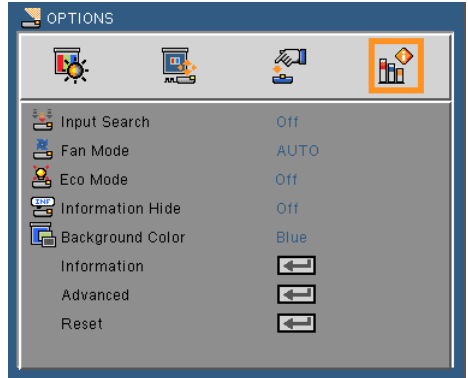 OPTIONS
Input Search Off
Fan Mode AUTO
Eco Mode Off
INF
Information Hide Off
Background Color Blue
Information
Advanced
Reset